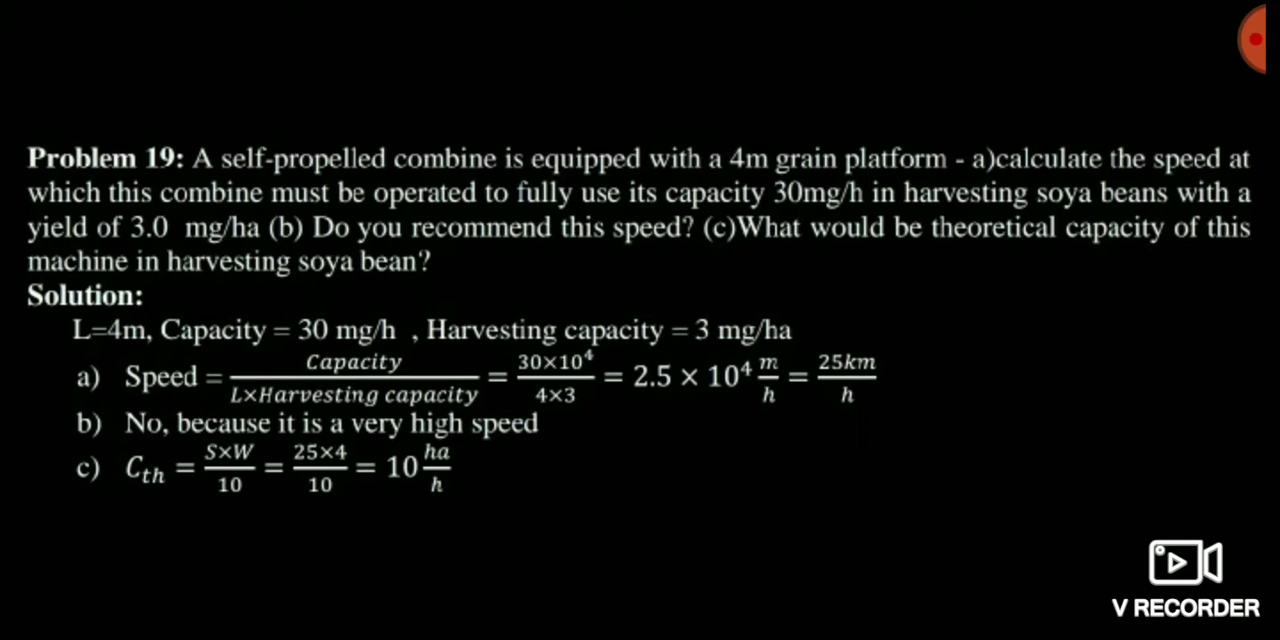 Problem 19: A self-propelled combine is equipped with a 4m grain platform - a)calculate the speed at
which this combine must be operated to fully use its capacity 30mg/h in harvesting soya beans with a
yield of 3.0 mg/ha (b) Do you recommend this speed? (c)What would be theoretical capacity of this
machine in harvesting soya bean?
Solution:
L=4m, Capacity = 30 mg/h , Harvesting capacity = 3 mg/ha
a) Speed = Capacity / L×Harvesting capacity = 30×10⁴ / 4×3 = 2.5 × 10⁴ m/h = 25km/h
b) No, because it is a very high speed
c) Cth = S×W / 10 = 25×4 / 10 = 10 ha/h
V RECORDER